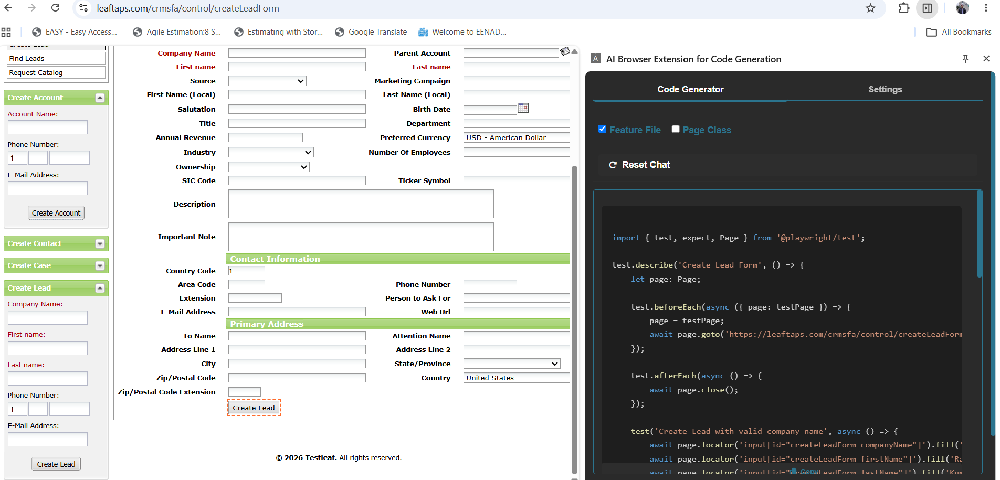 leaftaps.com/crmsfa/control/createLeadForm
EASY - Easy Access...
Agile Estimation:8 S...
Estimating with Stor...
Google Translate
Welcome to EENAD...
All Bookmarks
Create Lead
Find Leads
Request Catalog
Create Account
Account Name:
Phone Number:
1
E-Mail Address:
Create Account
Create Contact
Create Case
Create Lead
Company Name:
First name:
Last name:
Phone Number:
1
E-Mail Address:
Create Lead
Company Name
Parent Account
First name
Last name
Source
Marketing Campaign
First Name (Local)
Last Name (Local)
Salutation
Birth Date
Title
Department
Annual Revenue
Preferred Currency
USD - American Dollar
Industry
Number Of Employees
Ownership
SIC Code
Ticker Symbol
Description
Important Note
Contact Information
Country Code
1
Area Code
Phone Number
Extension
Person to Ask For
E-Mail Address
Web Url
Primary Address
To Name
Attention Name
Address Line 1
Address Line 2
City
State/Province
Zip/Postal Code
Country
United States
Zip/Postal Code Extension
Create Lead
© 2026 Testleaf. All rights reserved.
A
AI Browser Extension for Code Generation
Code Generator
Settings
Feature File
Page Class
Reset Chat
import { test, expect, Page } from '@playwright/test';
test.describe('Create Lead Form', () => {
let page: Page;
test.beforeEach(async ({ page: testPage }) => {
page = testPage;
await page.goto('https://leaftaps.com/crmsfa/control/createLeadForm
});
test.afterEach(async () => {
await page.close();
});
test('Create Lead with valid company name', async () => {
await page.locator('input[id="createLeadForm_companyName"]').fill('
await page.locator('input[id="createLeadForm_firstName"]').fill('Ra
await page.locator('input[id="createLeadForm_lastName"]').fill('Kum
Copy